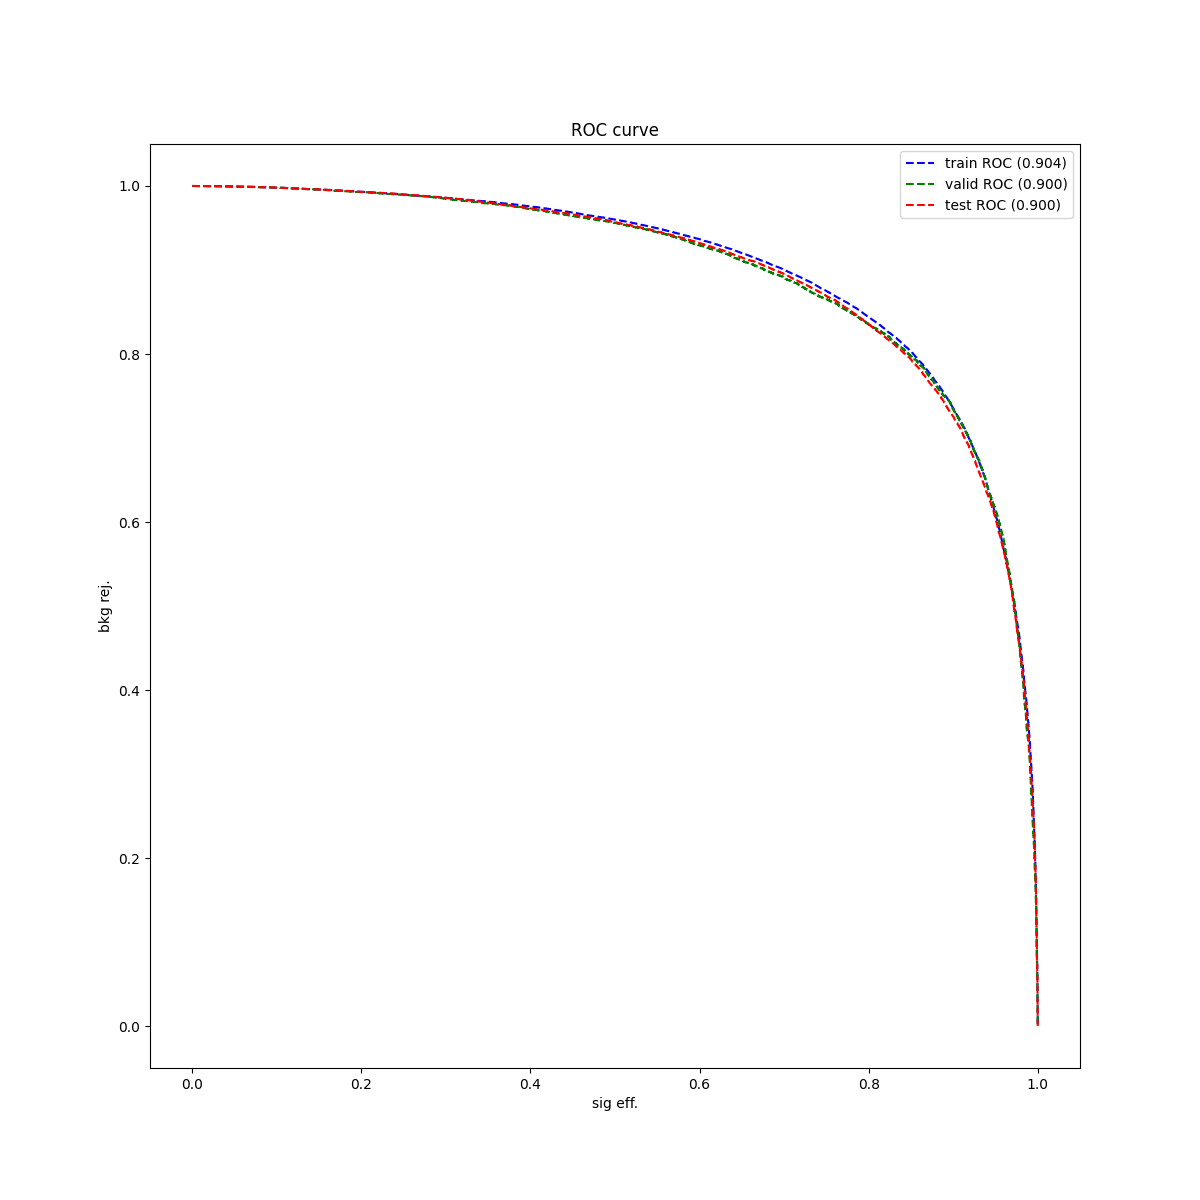 ROC curve
train ROC (0.904)
valid ROC (0.900)
test ROC (0.900)
1.0
0.8
0.6
0.4
0.2
0.0
bkg rej.
0.0 0.2 0.4 0.6 0.8 1.0
sig eff.